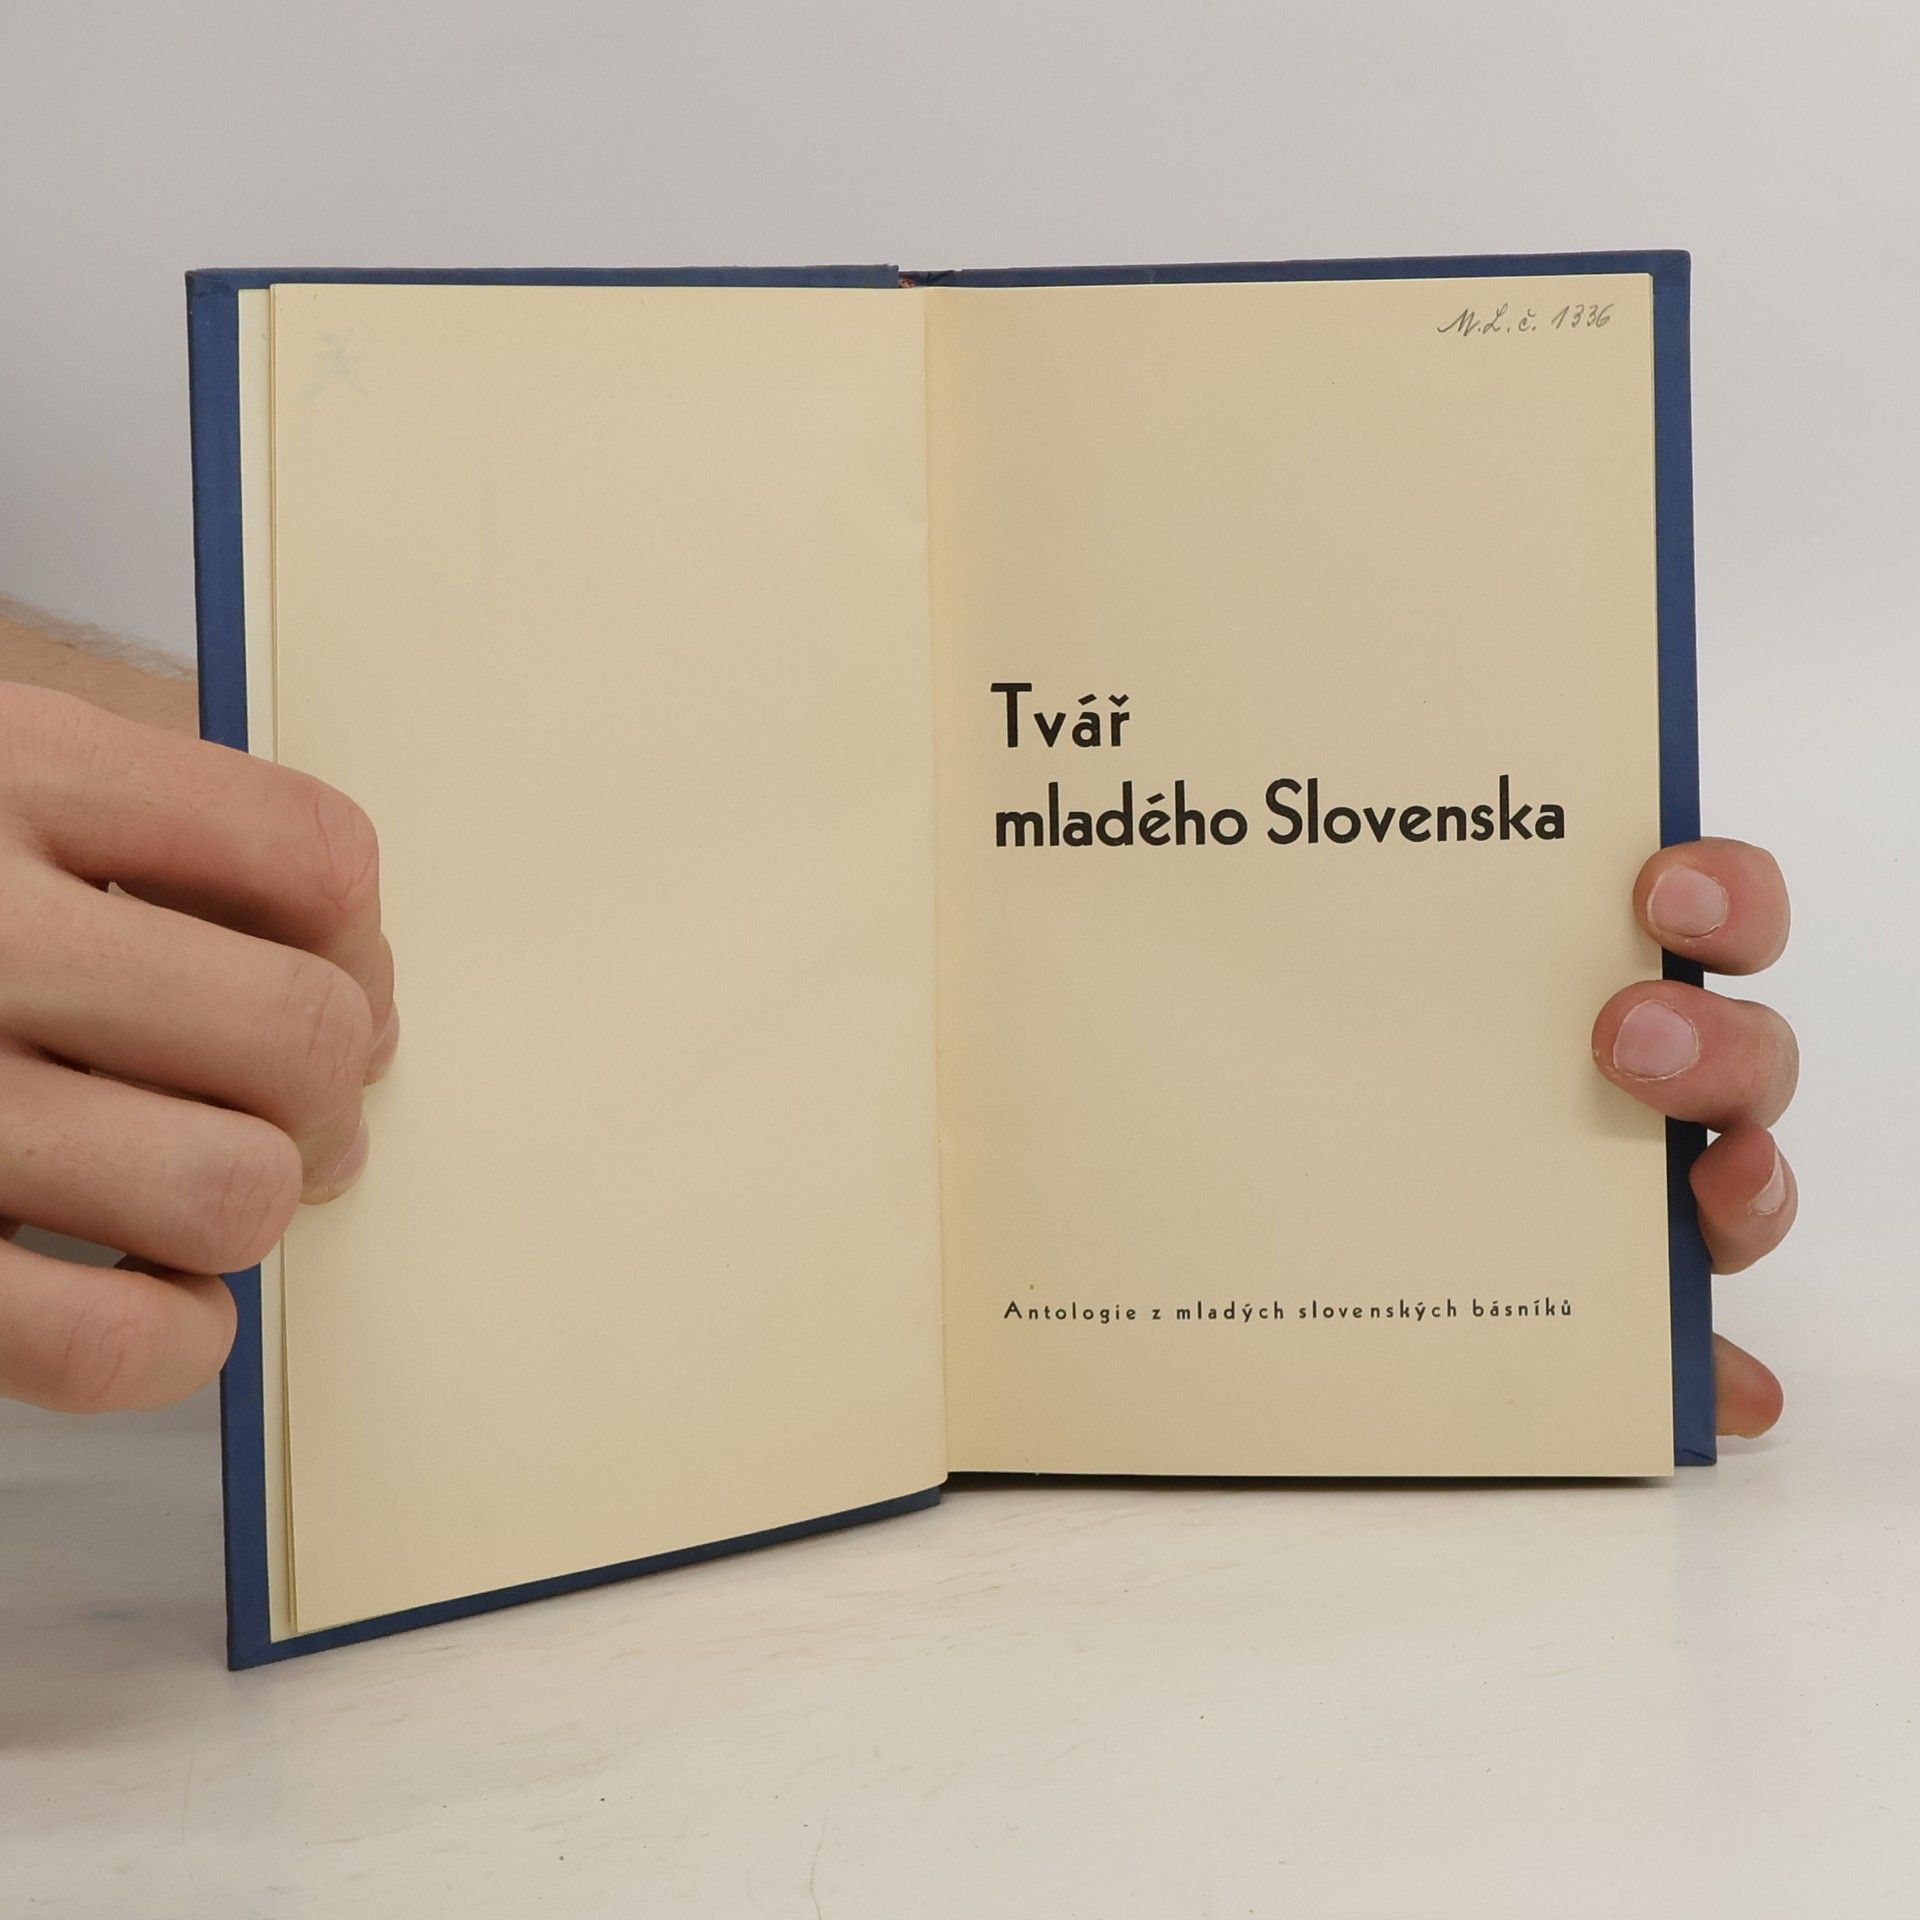 M.L.č. 1336
Tvář
mladého Slovenska
Antologie z mladých slovenských básníků